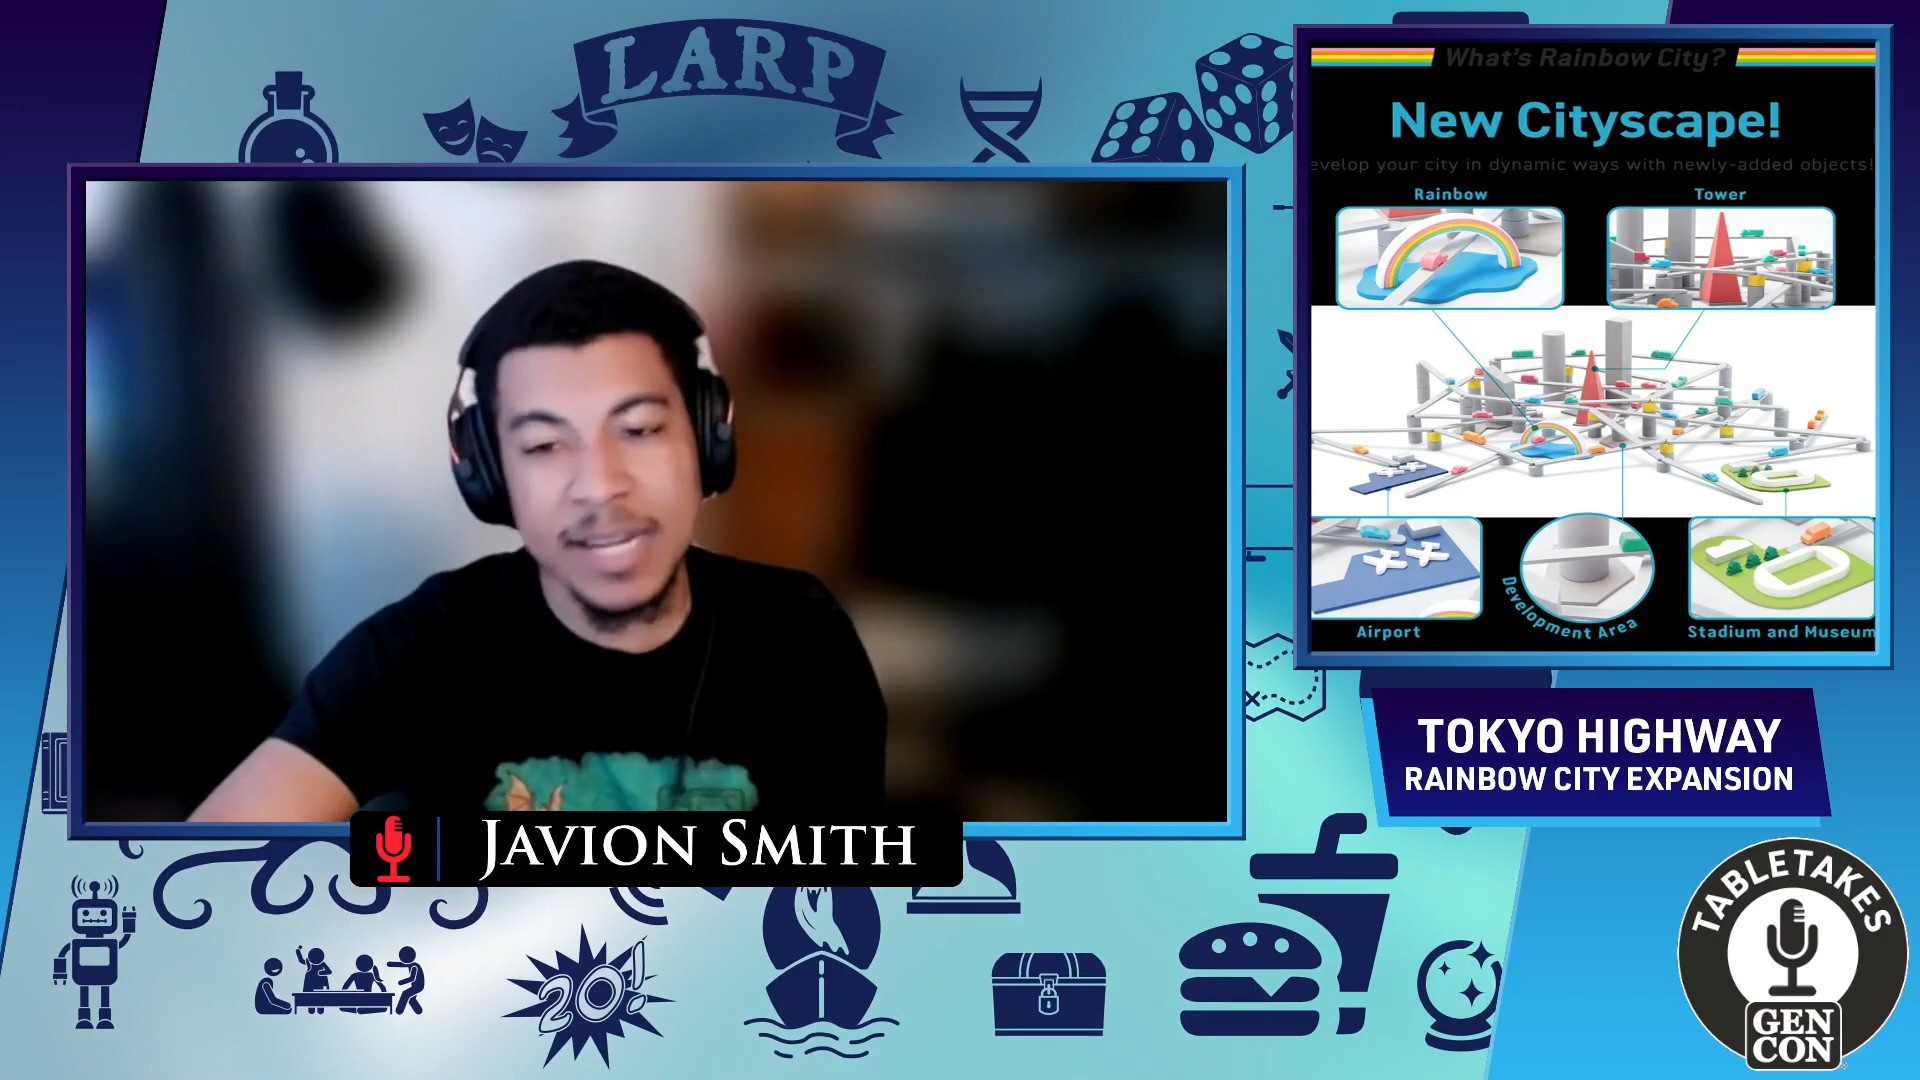 LARP
What's Rainbow City?
New Cityscape!
evelop your city in dynamic ways with newly-added objects!
Rainbow
Tower
Airport
Development Area
Stadium and Museum
TOKYO HIGHWAY
RAINBOW CITY EXPANSION
JAVION SMITH
20!
TABLETAKES
GEN
CON